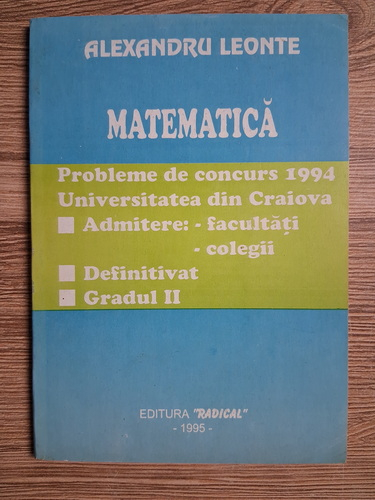 ALEXANDRU LEONTE
MATEMATICĂ
Probleme de concurs 1994
Universitatea din Craiova
Admitere: - facultăți
- colegii
Definitivat
Gradul II
EDITURA "RADICAL"
- 1995 -